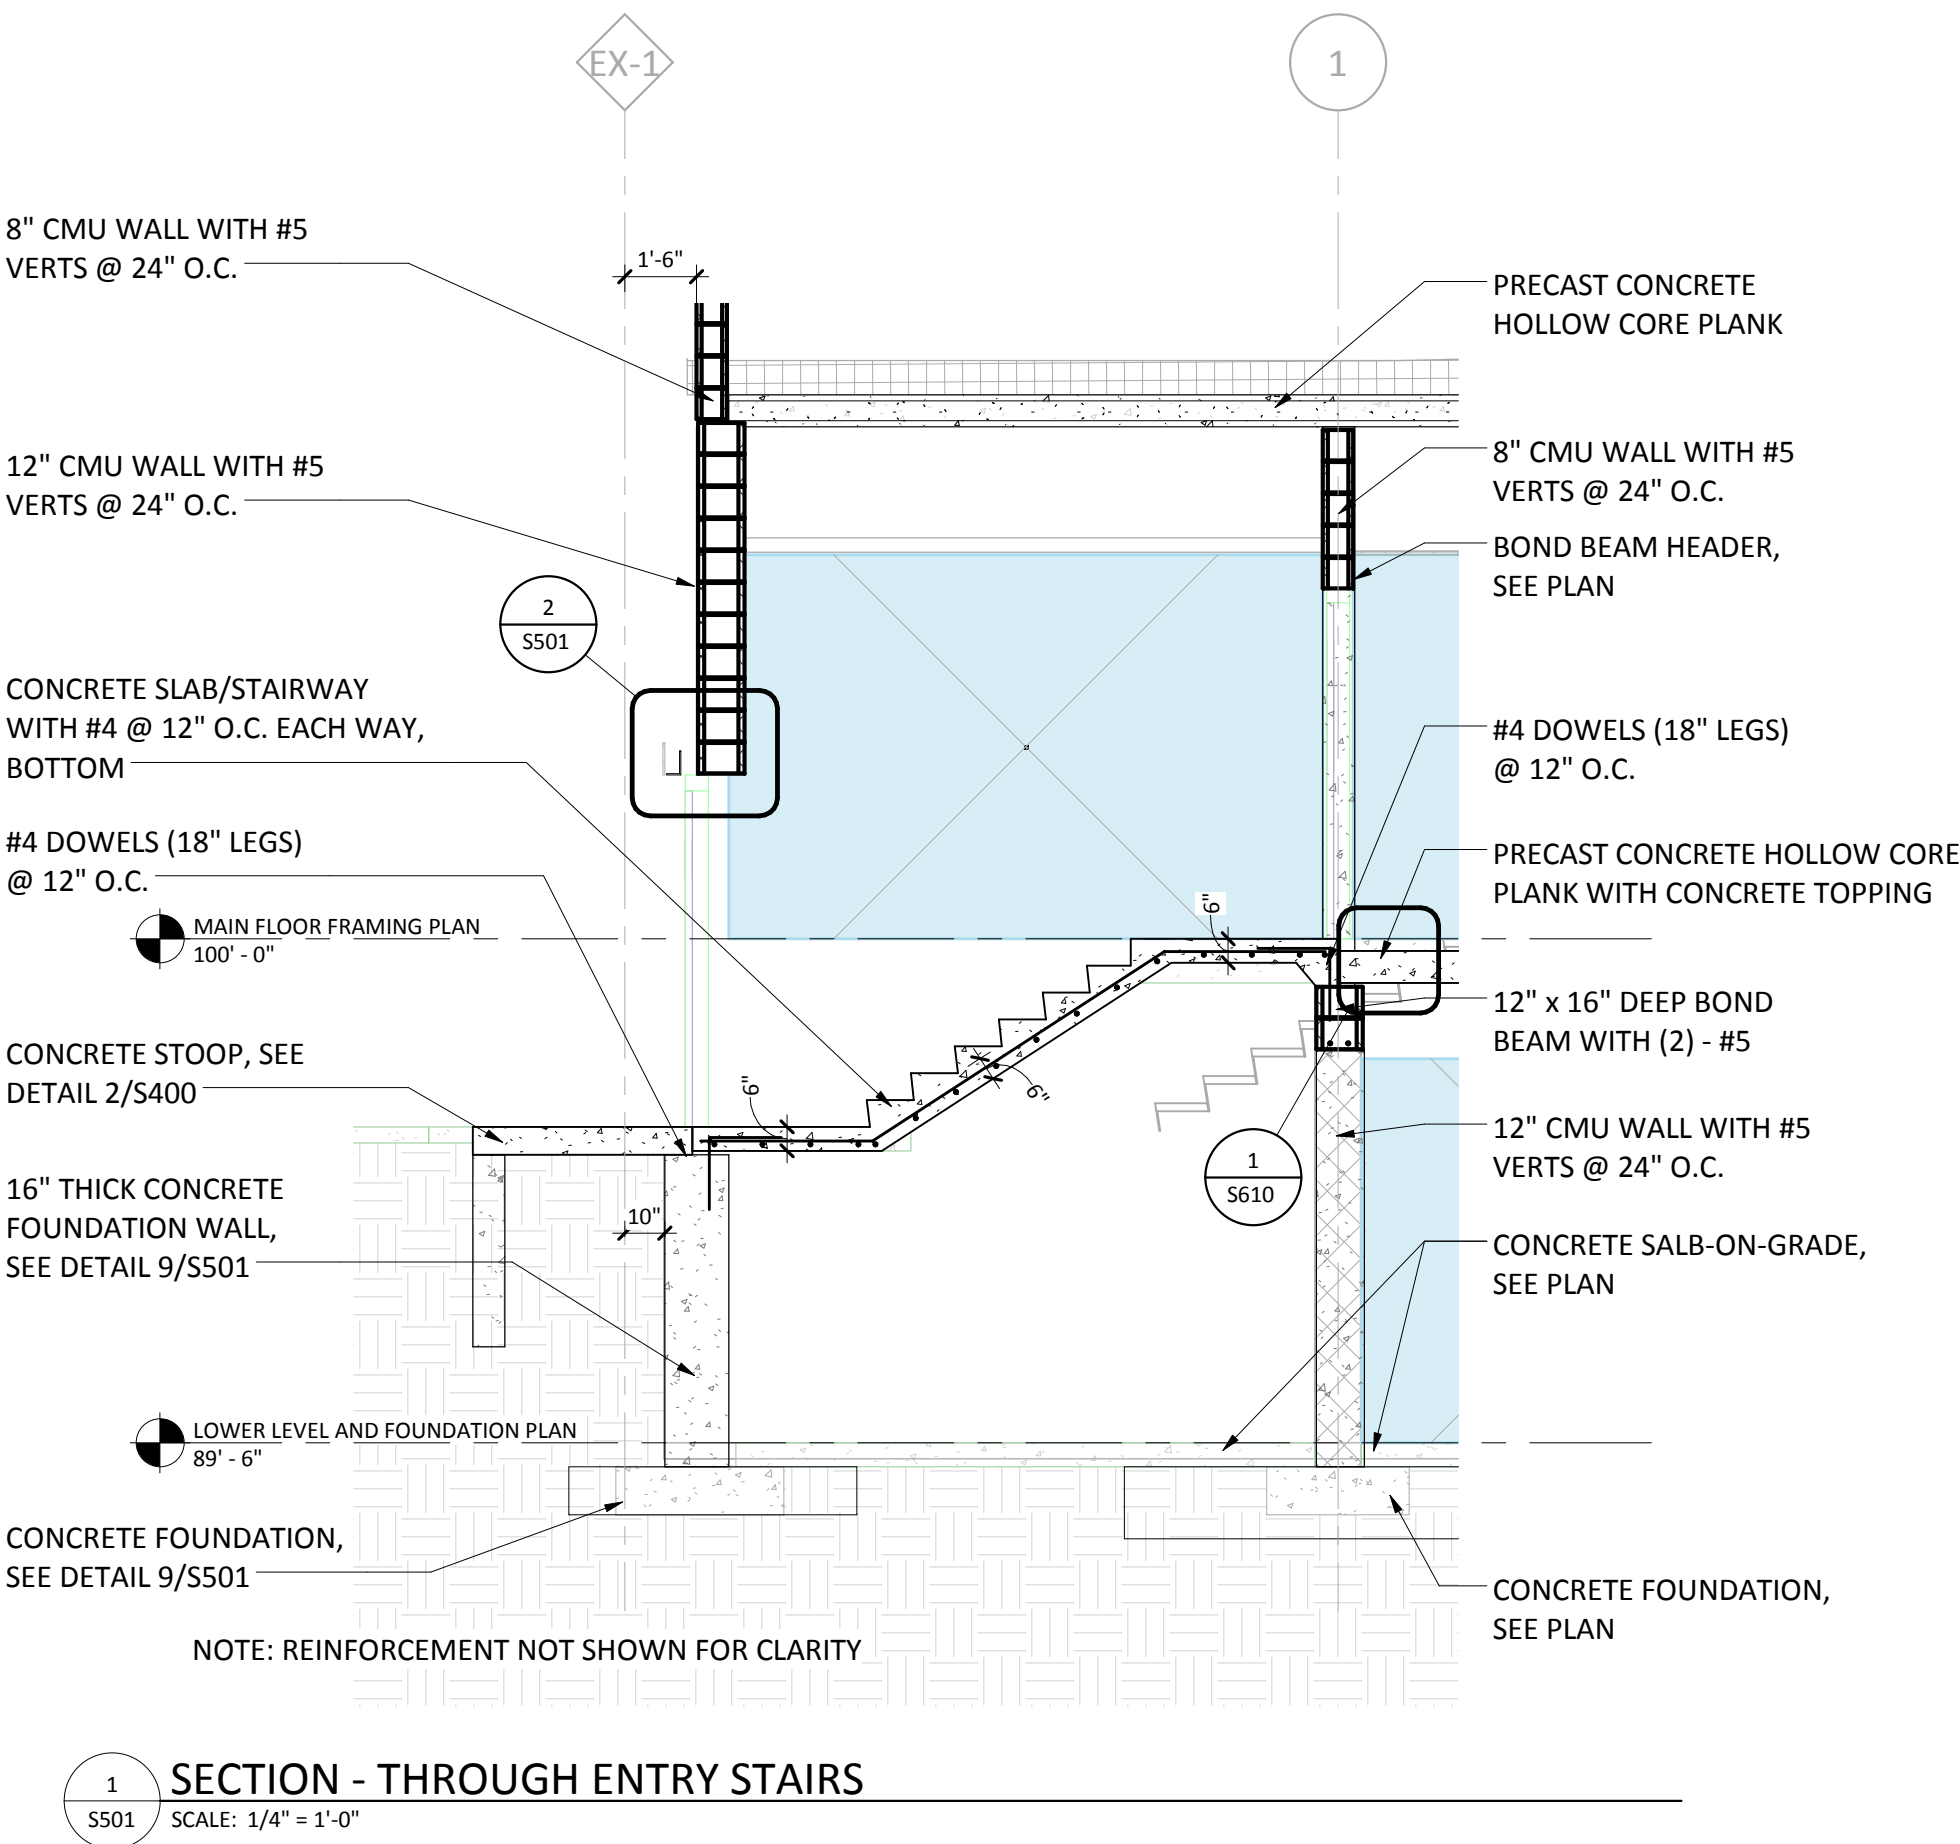 EX-1
1
8" CMU WALL WITH #5
VERTS @ 24" O.C.
1'-6"
12" CMU WALL WITH #5
VERTS @ 24" O.C.
2
S501
CONCRETE SLAB/STAIRWAY
WITH #4 @ 12" O.C. EACH WAY,
BOTTOM
#4 DOWELS (18" LEGS)
@ 12" O.C.
MAIN FLOOR FRAMING PLAN
100' - 0"
CONCRETE STOOP, SEE
DETAIL 2/S400
16" THICK CONCRETE
FOUNDATION WALL,
SEE DETAIL 9/S501
10"
6"
6"
6"
LOWER LEVEL AND FOUNDATION PLAN
89' - 6"
CONCRETE FOUNDATION,
SEE DETAIL 9/S501
NOTE: REINFORCEMENT NOT SHOWN FOR CLARITY
PRECAST CONCRETE
HOLLOW CORE PLANK
8" CMU WALL WITH #5
VERTS @ 24" O.C.
BOND BEAM HEADER,
SEE PLAN
#4 DOWELS (18" LEGS)
@ 12" O.C.
PRECAST CONCRETE HOLLOW CORE
PLANK WITH CONCRETE TOPPING
12" x 16" DEEP BOND
BEAM WITH (2) - #5
1
S610
12" CMU WALL WITH #5
VERTS @ 24" O.C.
CONCRETE SALB-ON-GRADE,
SEE PLAN
CONCRETE FOUNDATION,
SEE PLAN
1
S501
SECTION - THROUGH ENTRY STAIRS
SCALE: 1/4" = 1'-0"